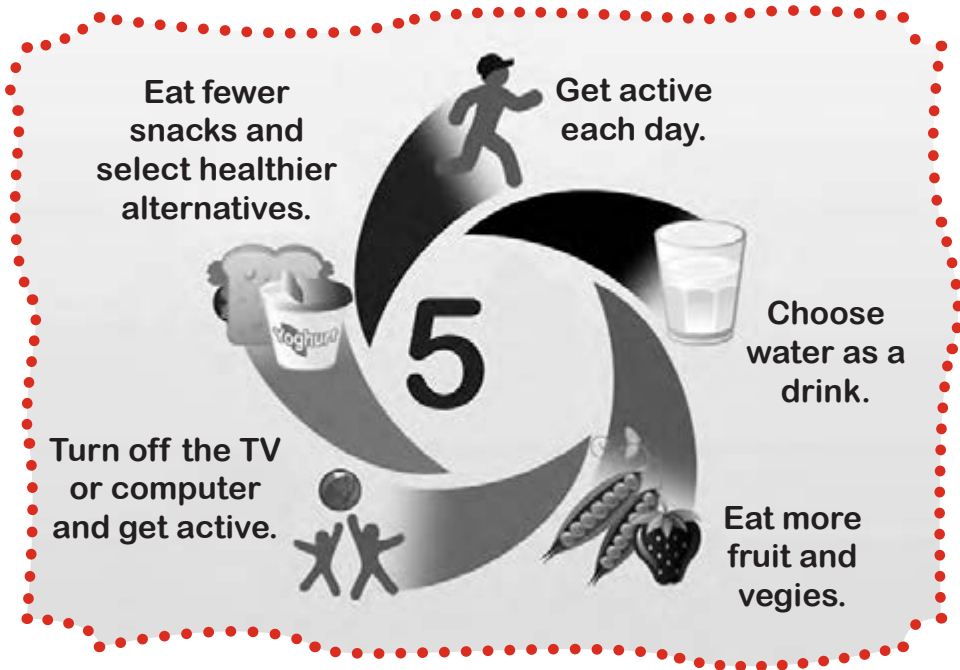 Get active
each day.
Choose
water as a
drink.
Eat more
fruit and
vegies.
Turn off the TV
or computer
and get active.
Eat fewer
snacks and
select healthier
alternatives.
Yoghurt
5